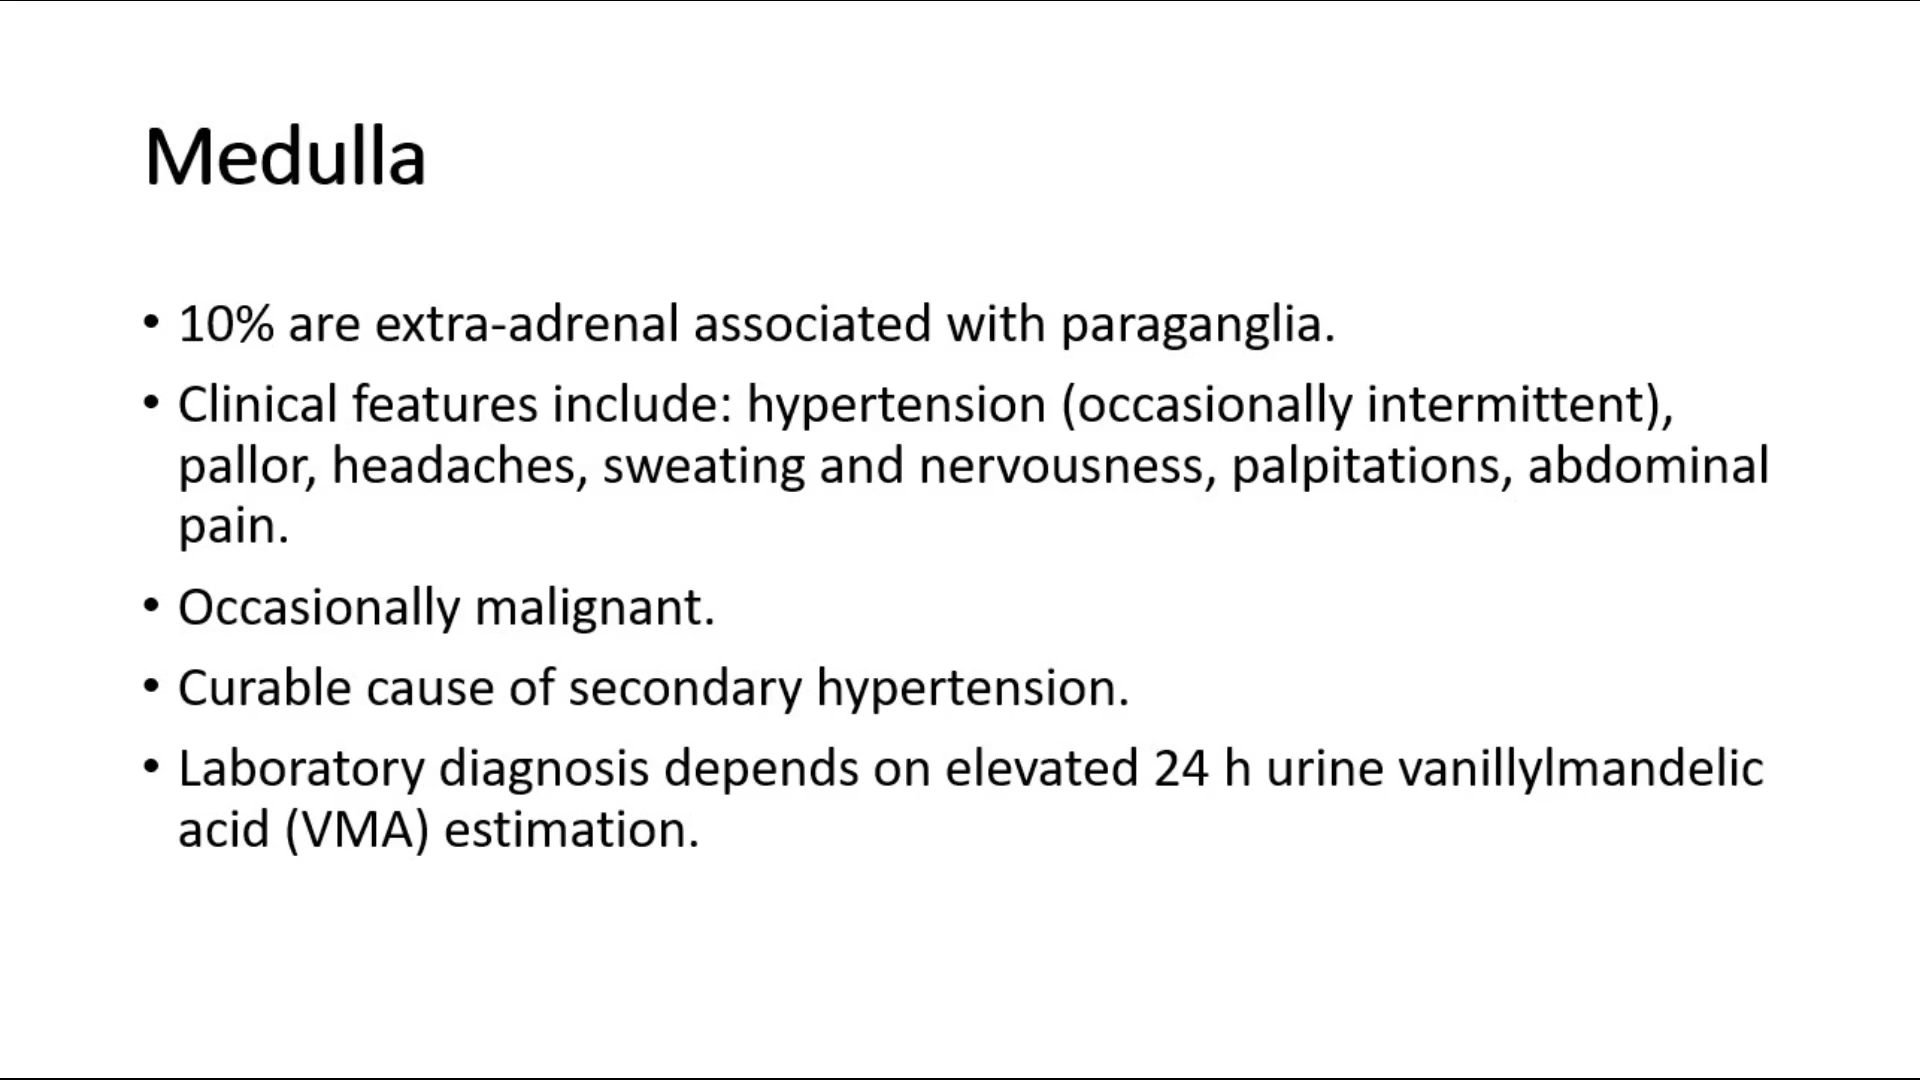 Medulla
• 10% are extra-adrenal associated with paraganglia.
• Clinical features include: hypertension (occasionally intermittent),
pallor, headaches, sweating and nervousness, palpitations, abdominal
pain.
• Occasionally malignant.
• Curable cause of secondary hypertension.
• Laboratory diagnosis depends on elevated 24 h urine vanillylmandelic
acid (VMA) estimation.